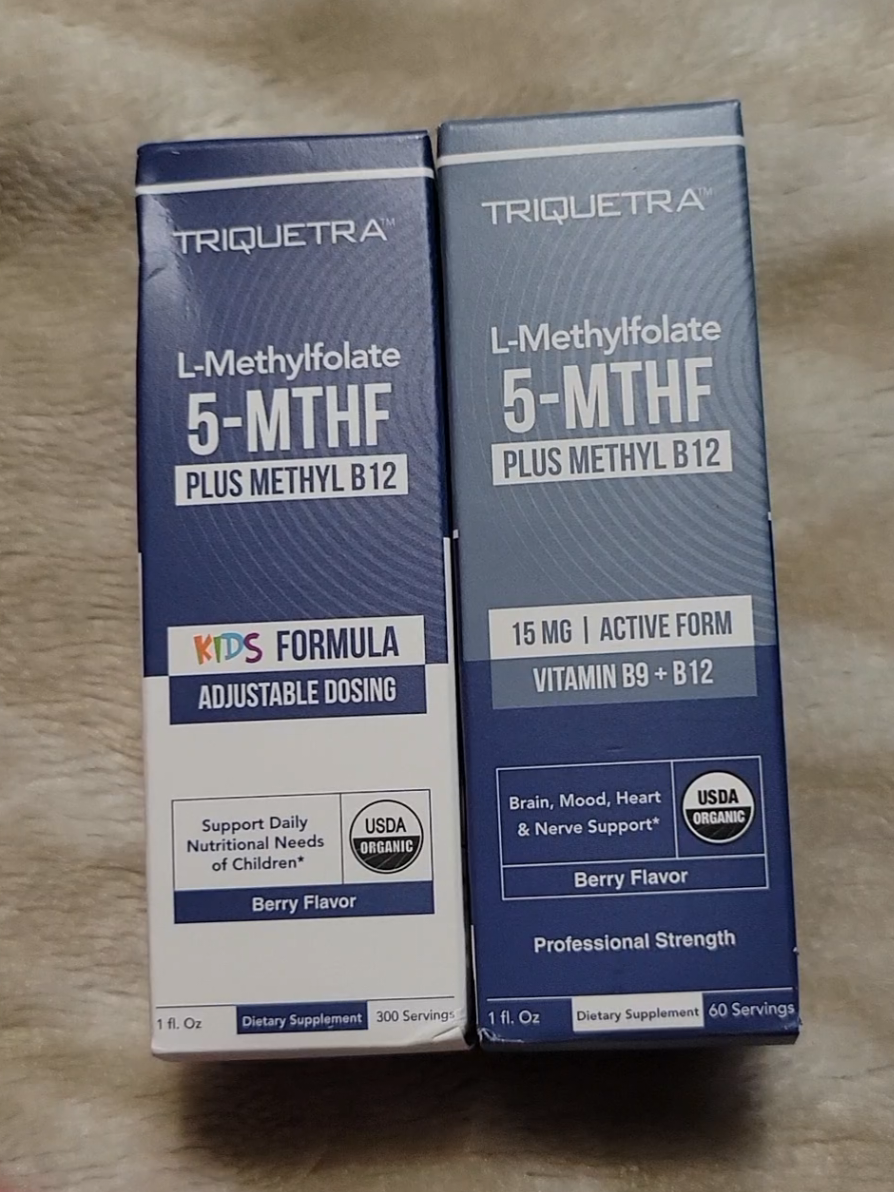 TRIQUETRA™
L-Methylfolate
5-MTHF
PLUS METHYL B12
KIDS FORMULA
ADJUSTABLE DOSING
Support Daily
Nutritional Needs
of Children*
USDA
ORGANIC
Berry Flavor
1 fl. Oz
Dietary Supplement
300 Servings
TRIQUETRA™
L-Methylfolate
5-MTHF
PLUS METHYL B12
15 MG | ACTIVE FORM
VITAMIN B9 + B12
Brain, Mood, Heart
& Nerve Support*
USDA
ORGANIC
Berry Flavor
Professional Strength
1 fl. Oz
Dietary Supplement
60 Servings